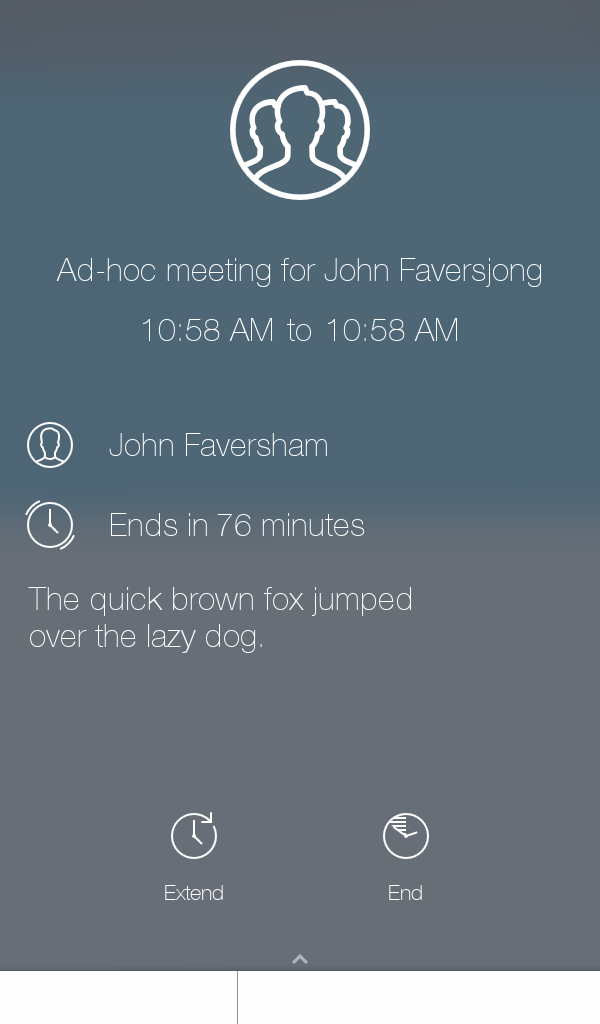 Ad-hoc meeting for John Faversjong
10:58 AM to 10:58 AM
John Faversham
Ends in 76 minutes
The quick brown fox jumped
over the lazy dog.
Extend
End